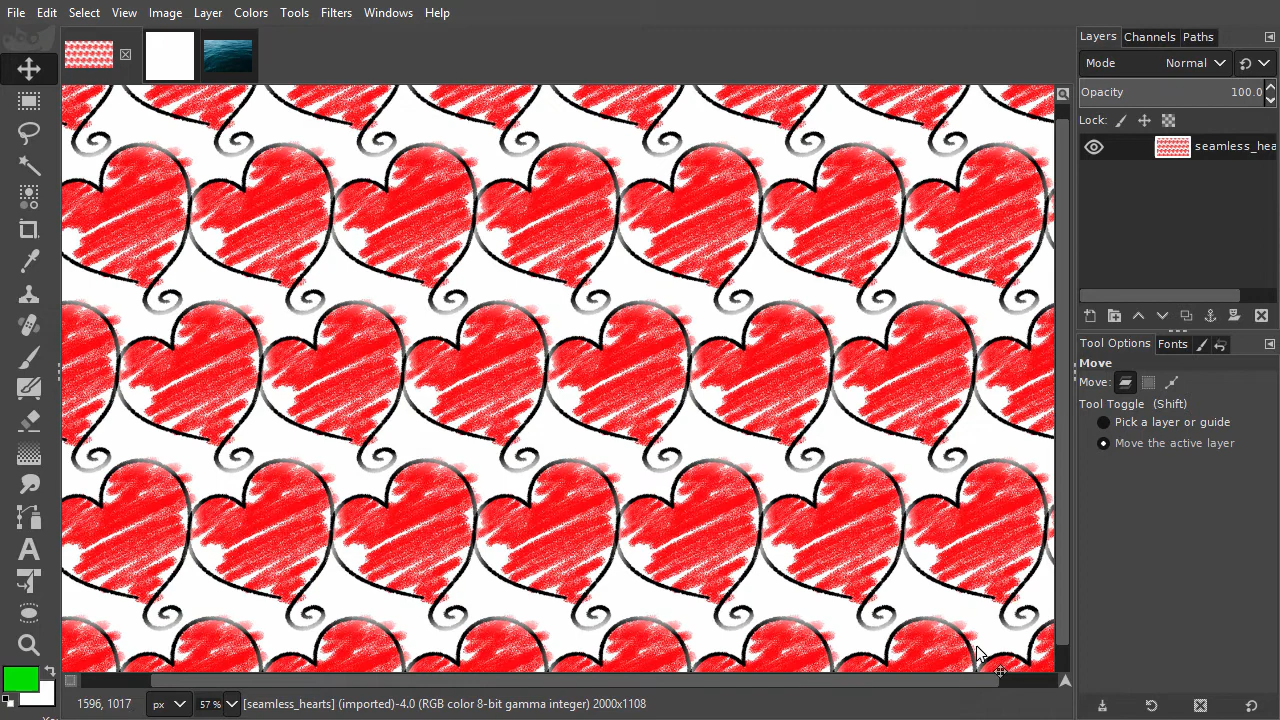 File Edit Select View Image Layer Colors Tools Filters Windows Help
Layers Channels Paths
Mode Normal
Opacity 100.0
Lock:
seamless_hea
Tool Options Fonts
Move
Move:
Tool Toggle (Shift)
Pick a layer or guide
Move the active layer
1596, 1017 px 57 % [seamless_hearts] (imported)-4.0 (RGB color 8-bit gamma integer) 2000x1108